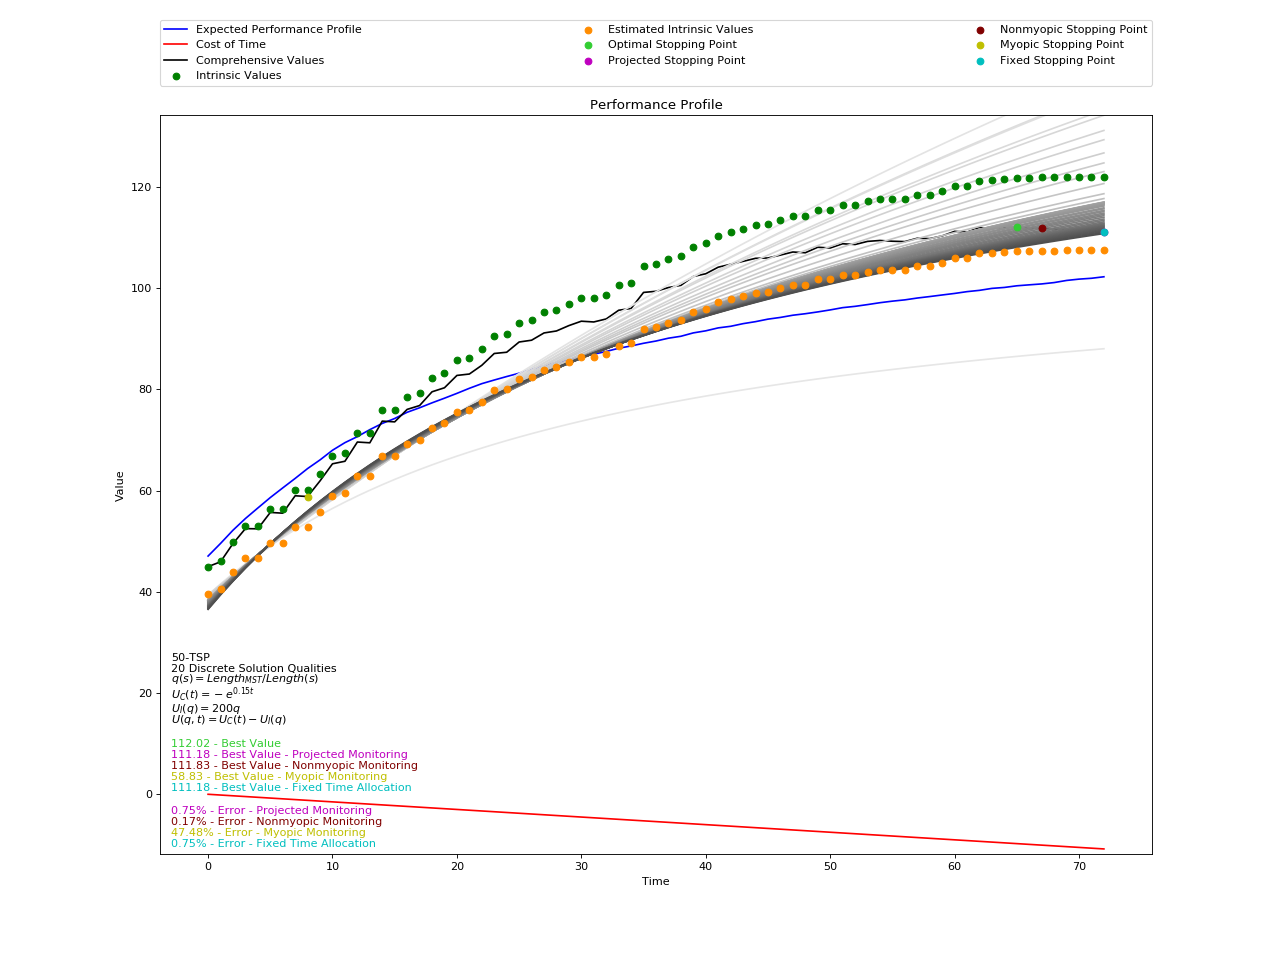 Expected Performance Profile
Cost of Time
Comprehensive Values
Intrinsic Values
Estimated Intrinsic Values
Optimal Stopping Point
Projected Stopping Point
Nonmyopic Stopping Point
Myopic Stopping Point
Fixed Stopping Point
Performance Profile
Value
120
100
80
60
40
20
0
50-TSP
20 Discrete Solution Qualities
q(s) = Length_{MST}/Length(s)
U_C(t) = −e^{0.15t}
U_I(q) = 200q
U(q, t) = U_C(t) − U_I(q)
112.02 - Best Value
111.18 - Best Value - Projected Monitoring
111.83 - Best Value - Nonmyopic Monitoring
58.83 - Best Value - Myopic Monitoring
111.18 - Best Value - Fixed Time Allocation
0.75% - Error - Projected Monitoring
0.17% - Error - Nonmyopic Monitoring
47.48% - Error - Myopic Monitoring
0.75% - Error - Fixed Time Allocation
0 10 20 30 40 50 60 70
Time